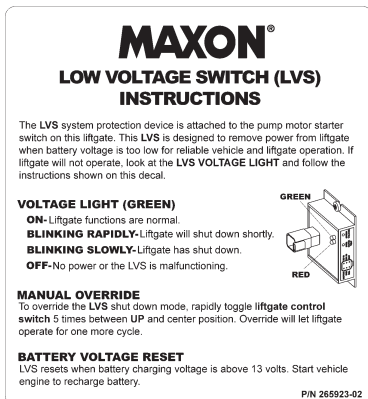 MAXON®
LOW VOLTAGE SWITCH (LVS)
INSTRUCTIONS
The LVS system protection device is attached to the pump motor starter
switch on this liftgate. This LVS is designed to remove power from liftgate
when battery voltage is too low for reliable vehicle and liftgate operation. If
liftgate will not operate, look at the LVS VOLTAGE LIGHT and follow the
instructions shown on this decal.
VOLTAGE LIGHT (GREEN)
ON-Liftgate functions are normal.
BLINKING RAPIDLY-Liftgate will shut down shortly.
BLINKING SLOWLY-Liftgate has shut down.
OFF-No power or the LVS is malfunctioning.
GREEN
RED
MANUAL OVERRIDE
To override the LVS shut down mode, rapidly toggle liftgate control
switch 5 times between UP and center position. Override will let liftgate
operate for one more cycle.
BATTERY VOLTAGE RESET
LVS resets when battery charging voltage is above 13 volts. Start vehicle
engine to recharge battery.
P/N 265923-02